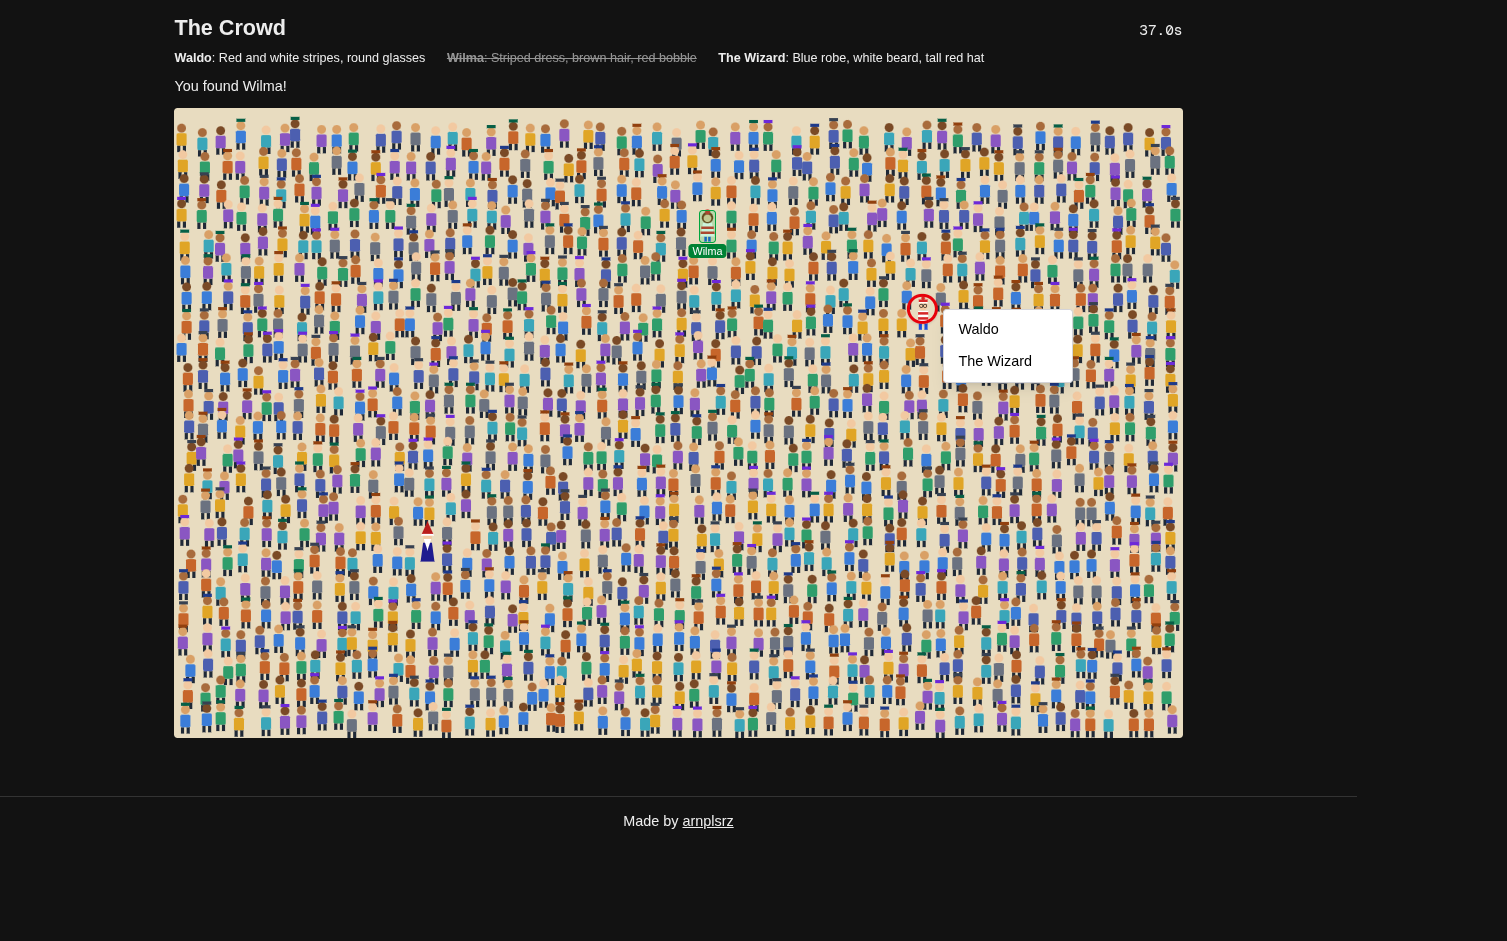 The Crowd
37.0s
Waldo: Red and white stripes, round glasses
Wilma: Striped dress, brown hair, red bobble
The Wizard: Blue robe, white beard, tall red hat
You found Wilma!
Wilma
Waldo
The Wizard
Made by arnplsrz